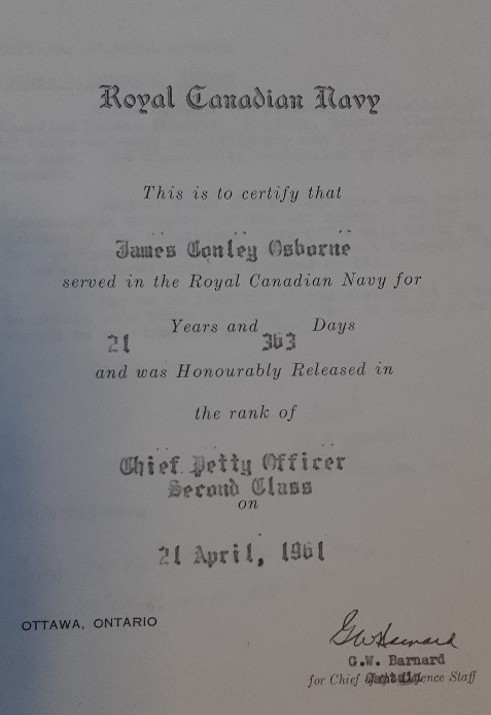 Royal Canadian Navy
This is to certify that
James Conley Osborne
served in the Royal Canadian Navy for
21 Years and 363 Days
and was Honourably Released in
the rank of
Chief Petty Officer
Second Class
on
21 April, 1961
OTTAWA, ONTARIO
G.W. Barnard
G.W. Barnard
for Chief Staff